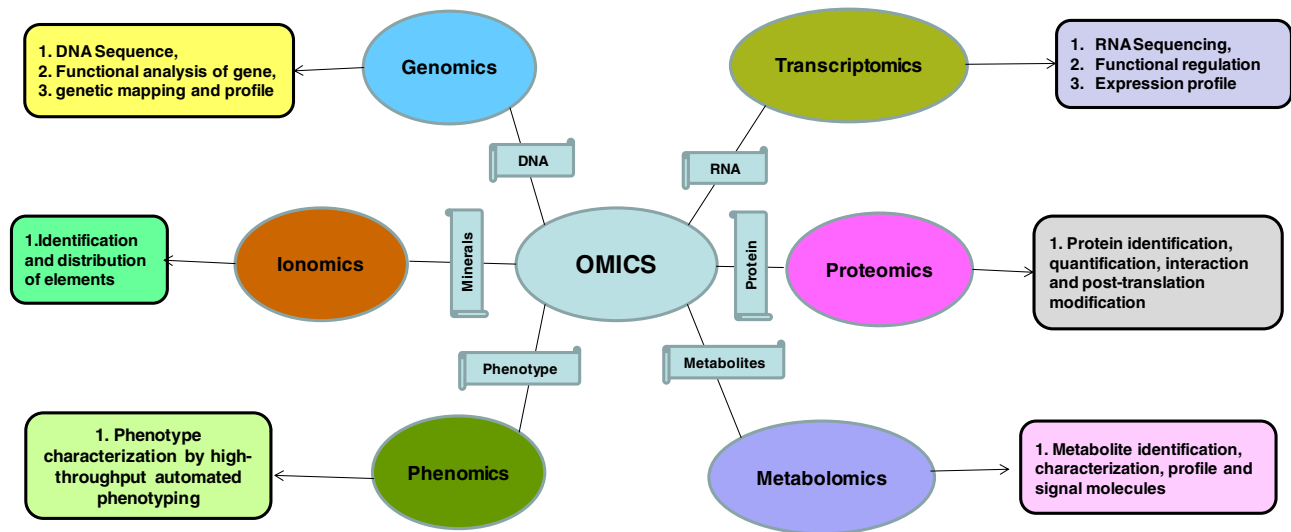 1. DNA Sequence,
2. Functional analysis of gene,
3. genetic mapping and profile
Genomics
Transcriptomics
1. RNA Sequencing,
2. Functional regulation
3. Expression profile
DNA
RNA
1.Identification
and distribution
of elements
Ionomics
Minerals
OMICS
Protein
Proteomics
1. Protein identification,
quantification, interaction
and post-translation
modification
Phenotype
Metabolites
1. Phenotype
characterization by high-
throughput automated
phenotyping
Phenomics
Metabolomics
1. Metabolite identification,
characterization, profile and
signal molecules